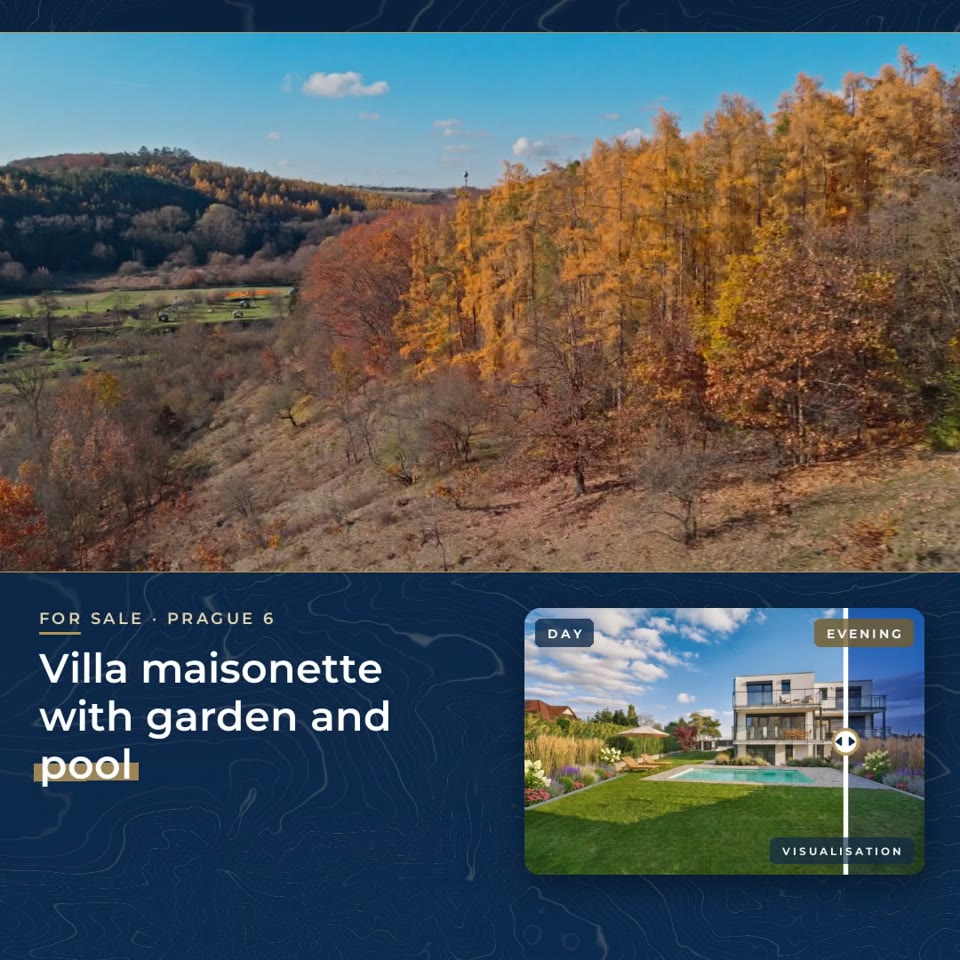 FOR SALE · PRAGUE 6
Villa maisonette
with garden and
pool
DAY
EVENING
VISUALISATION